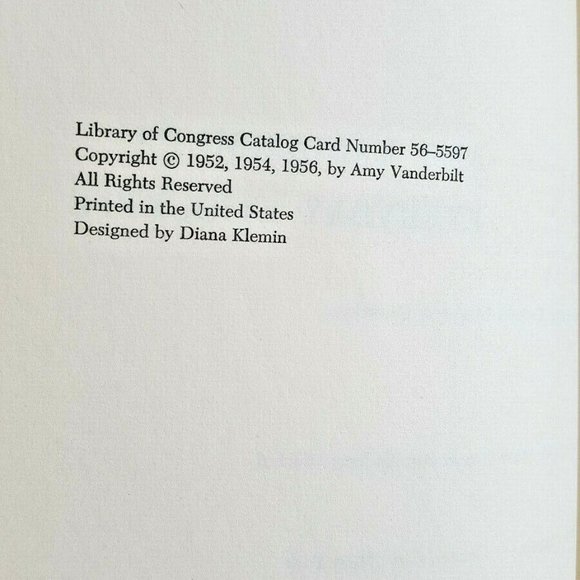 Library of Congress Catalog Card Number 56–5597
Copyright © 1952, 1954, 1956, by Amy Vanderbilt
All Rights Reserved
Printed in the United States
Designed by Diana Klemin